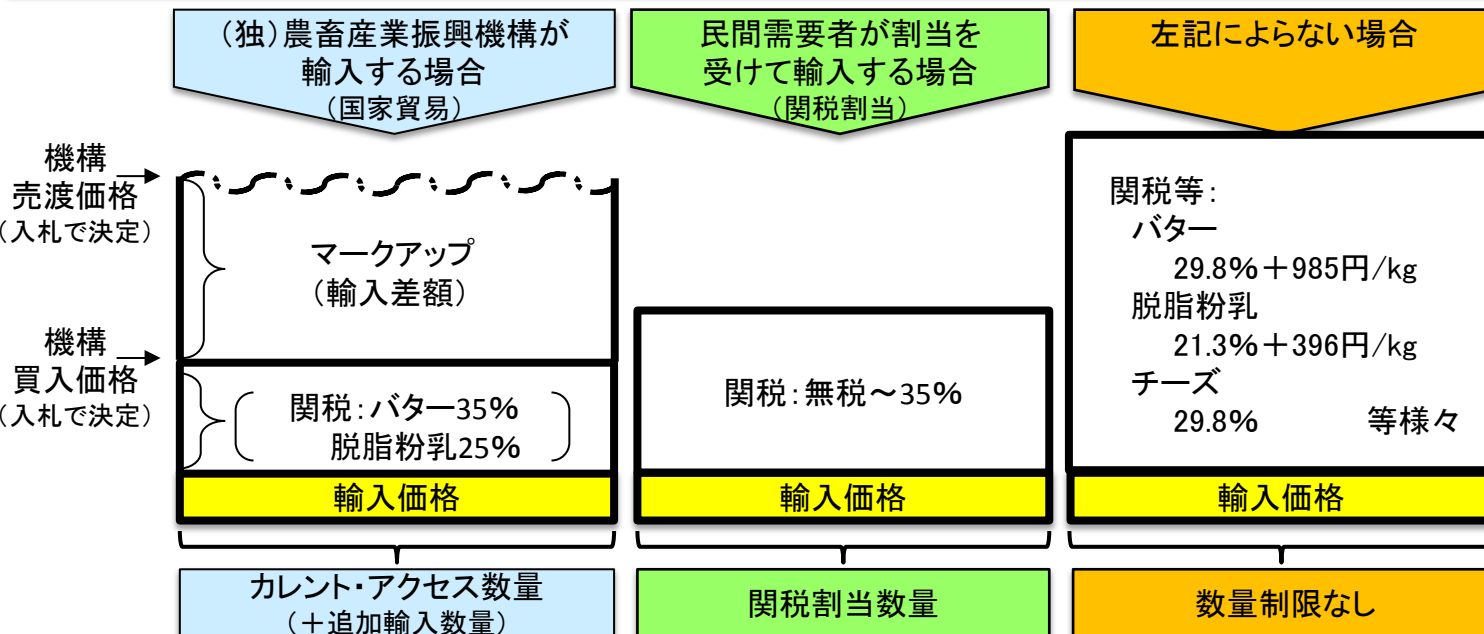 (独)農畜産業振興機構が
輸入する場合
(国家貿易)
民間需要者が割当を
受けて輸入する場合
(関税割当)
左記によらない場合
機構
売渡価格
(入札で決定)
マークアップ
(輸入差額)
機構
買入価格
(入札で決定)
関税:バター35%
脱脂粉乳25%
輸入価格
関税:無税~35%
輸入価格
関税等:
バター
29.8%+985円/kg
脱脂粉乳
21.3%+396円/kg
チーズ
29.8% 等様々
輸入価格
カレント・アクセス数量
(+追加輸入数量)
関税割当数量
数量制限なし